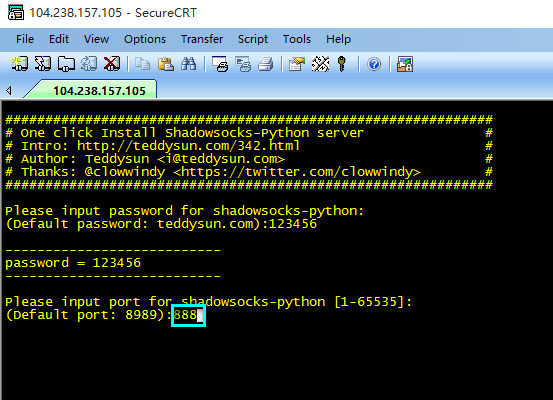 104.238.157.105 - SecureCRT
File Edit View Options Transfer Script Tools Help
104.238.157.105
#############################################################
# One click Install Shadowsocks-Python server #
# Intro: http://teddysun.com/342.html #
# Author: Teddysun <i@teddysun.com> #
# Thanks: @clowwindy <https://twitter.com/clowwindy> #
#############################################################
Please input password for shadowsocks-python:
(Default password: teddysun.com):123456
---------------------------
password = 123456
---------------------------
Please input port for shadowsocks-python [1-65535]:
(Default port: 8989):888